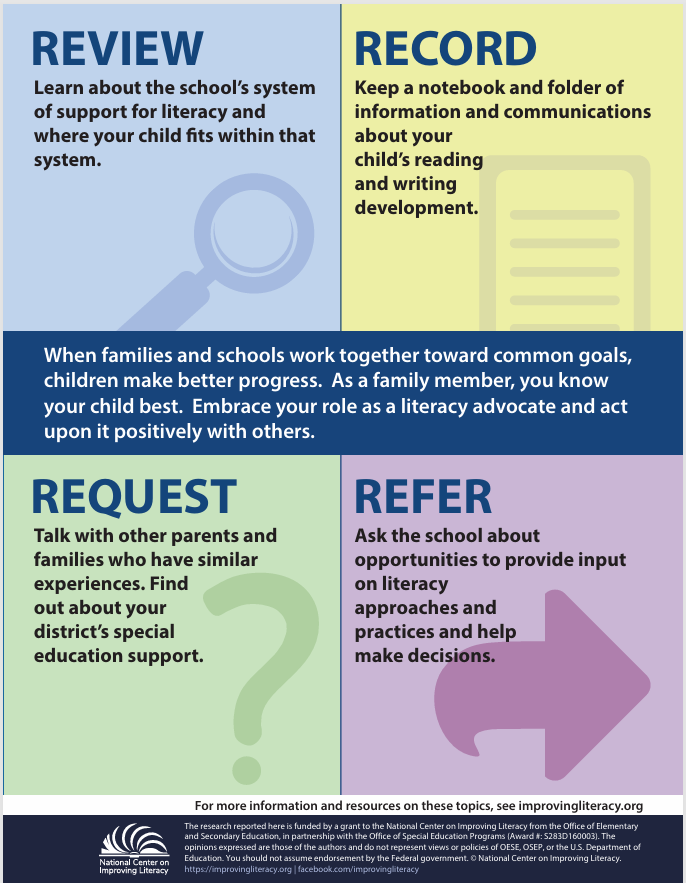 REVIEW
Learn about the school's system
of support for literacy and
where your child fits within that
system.
RECORD
Keep a notebook and folder of
information and communications
about your
child's reading
and writing
development.
When families and schools work together toward common goals,
children make better progress.  As a family member, you know
your child best.  Embrace your role as a literacy advocate and act
upon it positively with others.
REQUEST
Talk with other parents and
families who have similar
experiences. Find
out about your
district's special
education support.
REFER
Ask the school about
opportunities to provide input
on literacy
approaches and
practices and help
make decisions.
For more information and resources on these topics, see improvingliteracy.org
National Center on
Improving Literacy
The research reported here is funded by a grant to the National Center on Improving Literacy from the Office of Elementary
and Secondary Education, in partnership with the Office of Special Education Programs (Award #: S283D160003). The
opinions expressed are those of the authors and do not represent views or policies of OESE, OSEP, or the U.S. Department of
Education. You should not assume endorsement by the Federal government. © National Center on Improving Literacy.
https://improvingliteracy.org | facebook.com/improvingliteracy